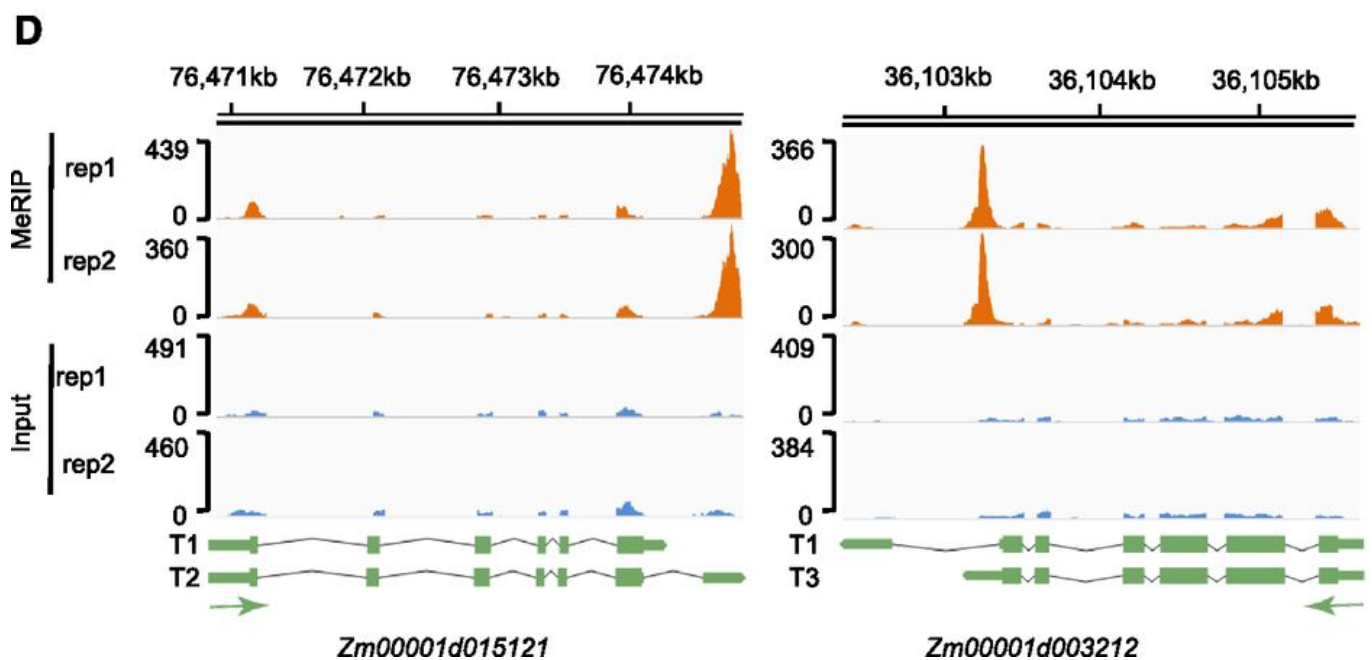 D
76,471kb 76,472kb 76,473kb 76,474kb 36,103kb 36,104kb 36,105kb
MeRIP
rep1
439
0
366
0
rep2
360
0
300
0
Input
rep1
491
0
409
0
rep2
460
0
384
0
T1
T1
T2
T3
Zm00001d015121 Zm00001d003212